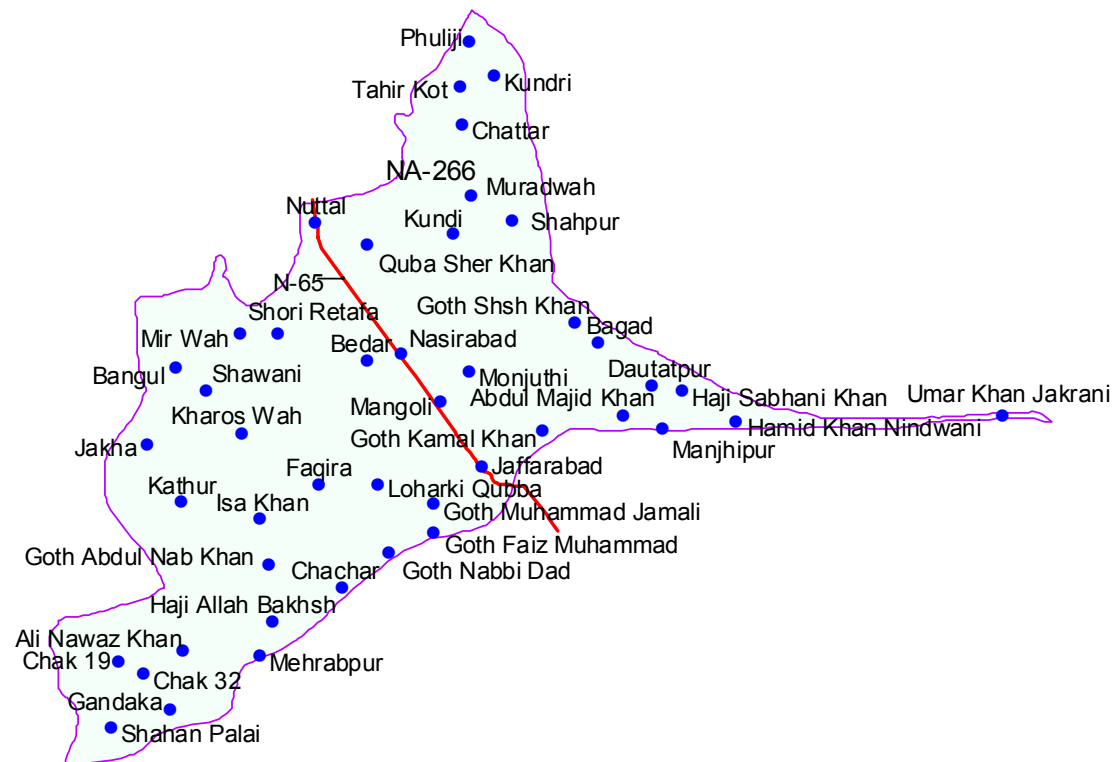 Phuliji
Kundri
Tahir Kot
Chattar
NA-266
Muradwah
Nuttal
Kundi
Shahpur
Quba Sher Khan
N-65
Goth Shsh Khan
Shori Retafa
Bagad
Mir Wah
Bedar
Nasirabad
Bangul
Shawani
Monjuthi
Dautatpur
Abdul Majid Khan
Haji Sabhani Khan
Umar Khan Jakrani
Kharos Wah
Mangoli
Hamid Khan Nindwani
Jakha
Goth Kamal Khan
Manjhipur
Faqira
Jaffarabad
Kathur
Isa Khan
Loharki Qubba
Goth Muhammad Jamali
Goth Abdul Nab Khan
Goth Faiz Muhammad
Chachar
Goth Nabbi Dad
Haji Allah Bakhsh
Ali Nawaz Khan
Chak 19
Mehrabpur
Chak 32
Gandaka
Shahan Palai